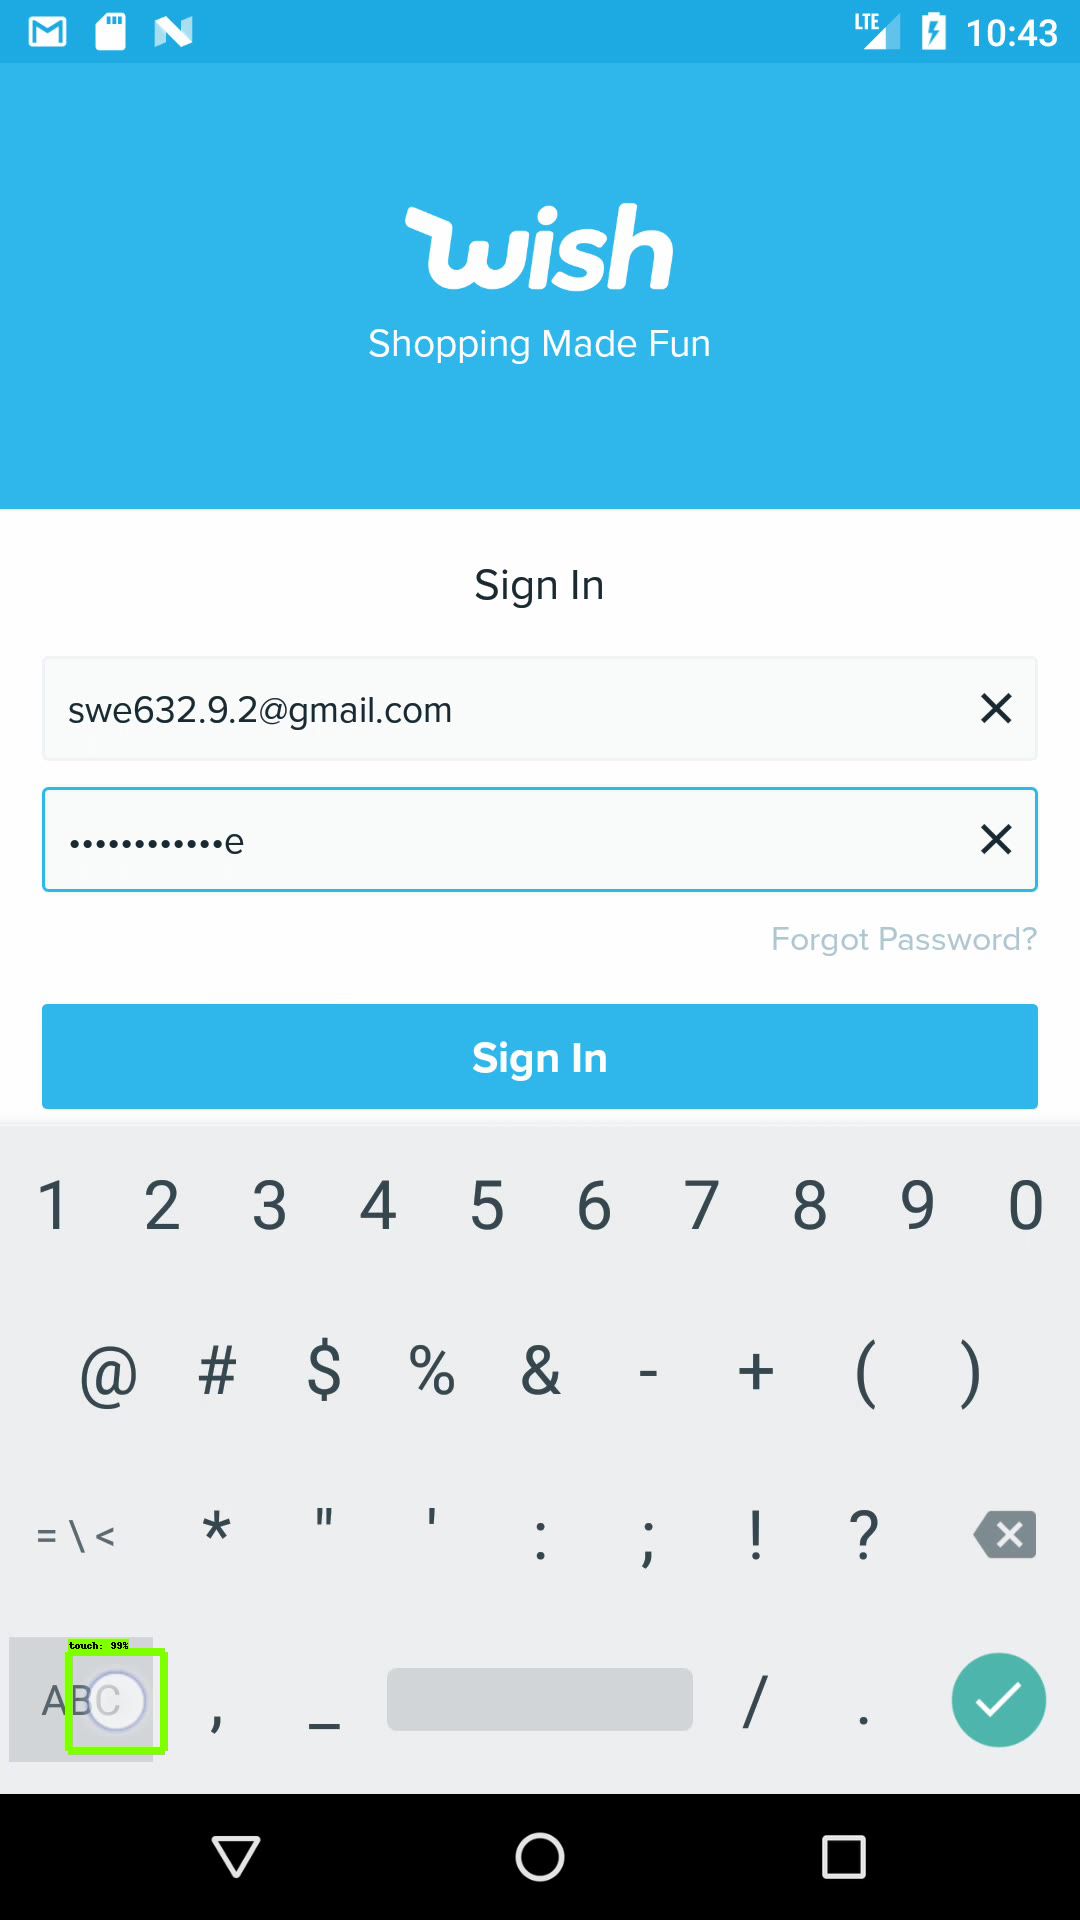 LTE 10:43
wish
Shopping Made Fun
Sign In
swe632.9.2@gmail.com
••••••••••••e
Forgot Password?
Sign In
1 2 3 4 5 6 7 8 9 0
@ # $ % & - + ( )
= \ < * " ' : ; ! ?
touch: 99%
ABC , _ / .